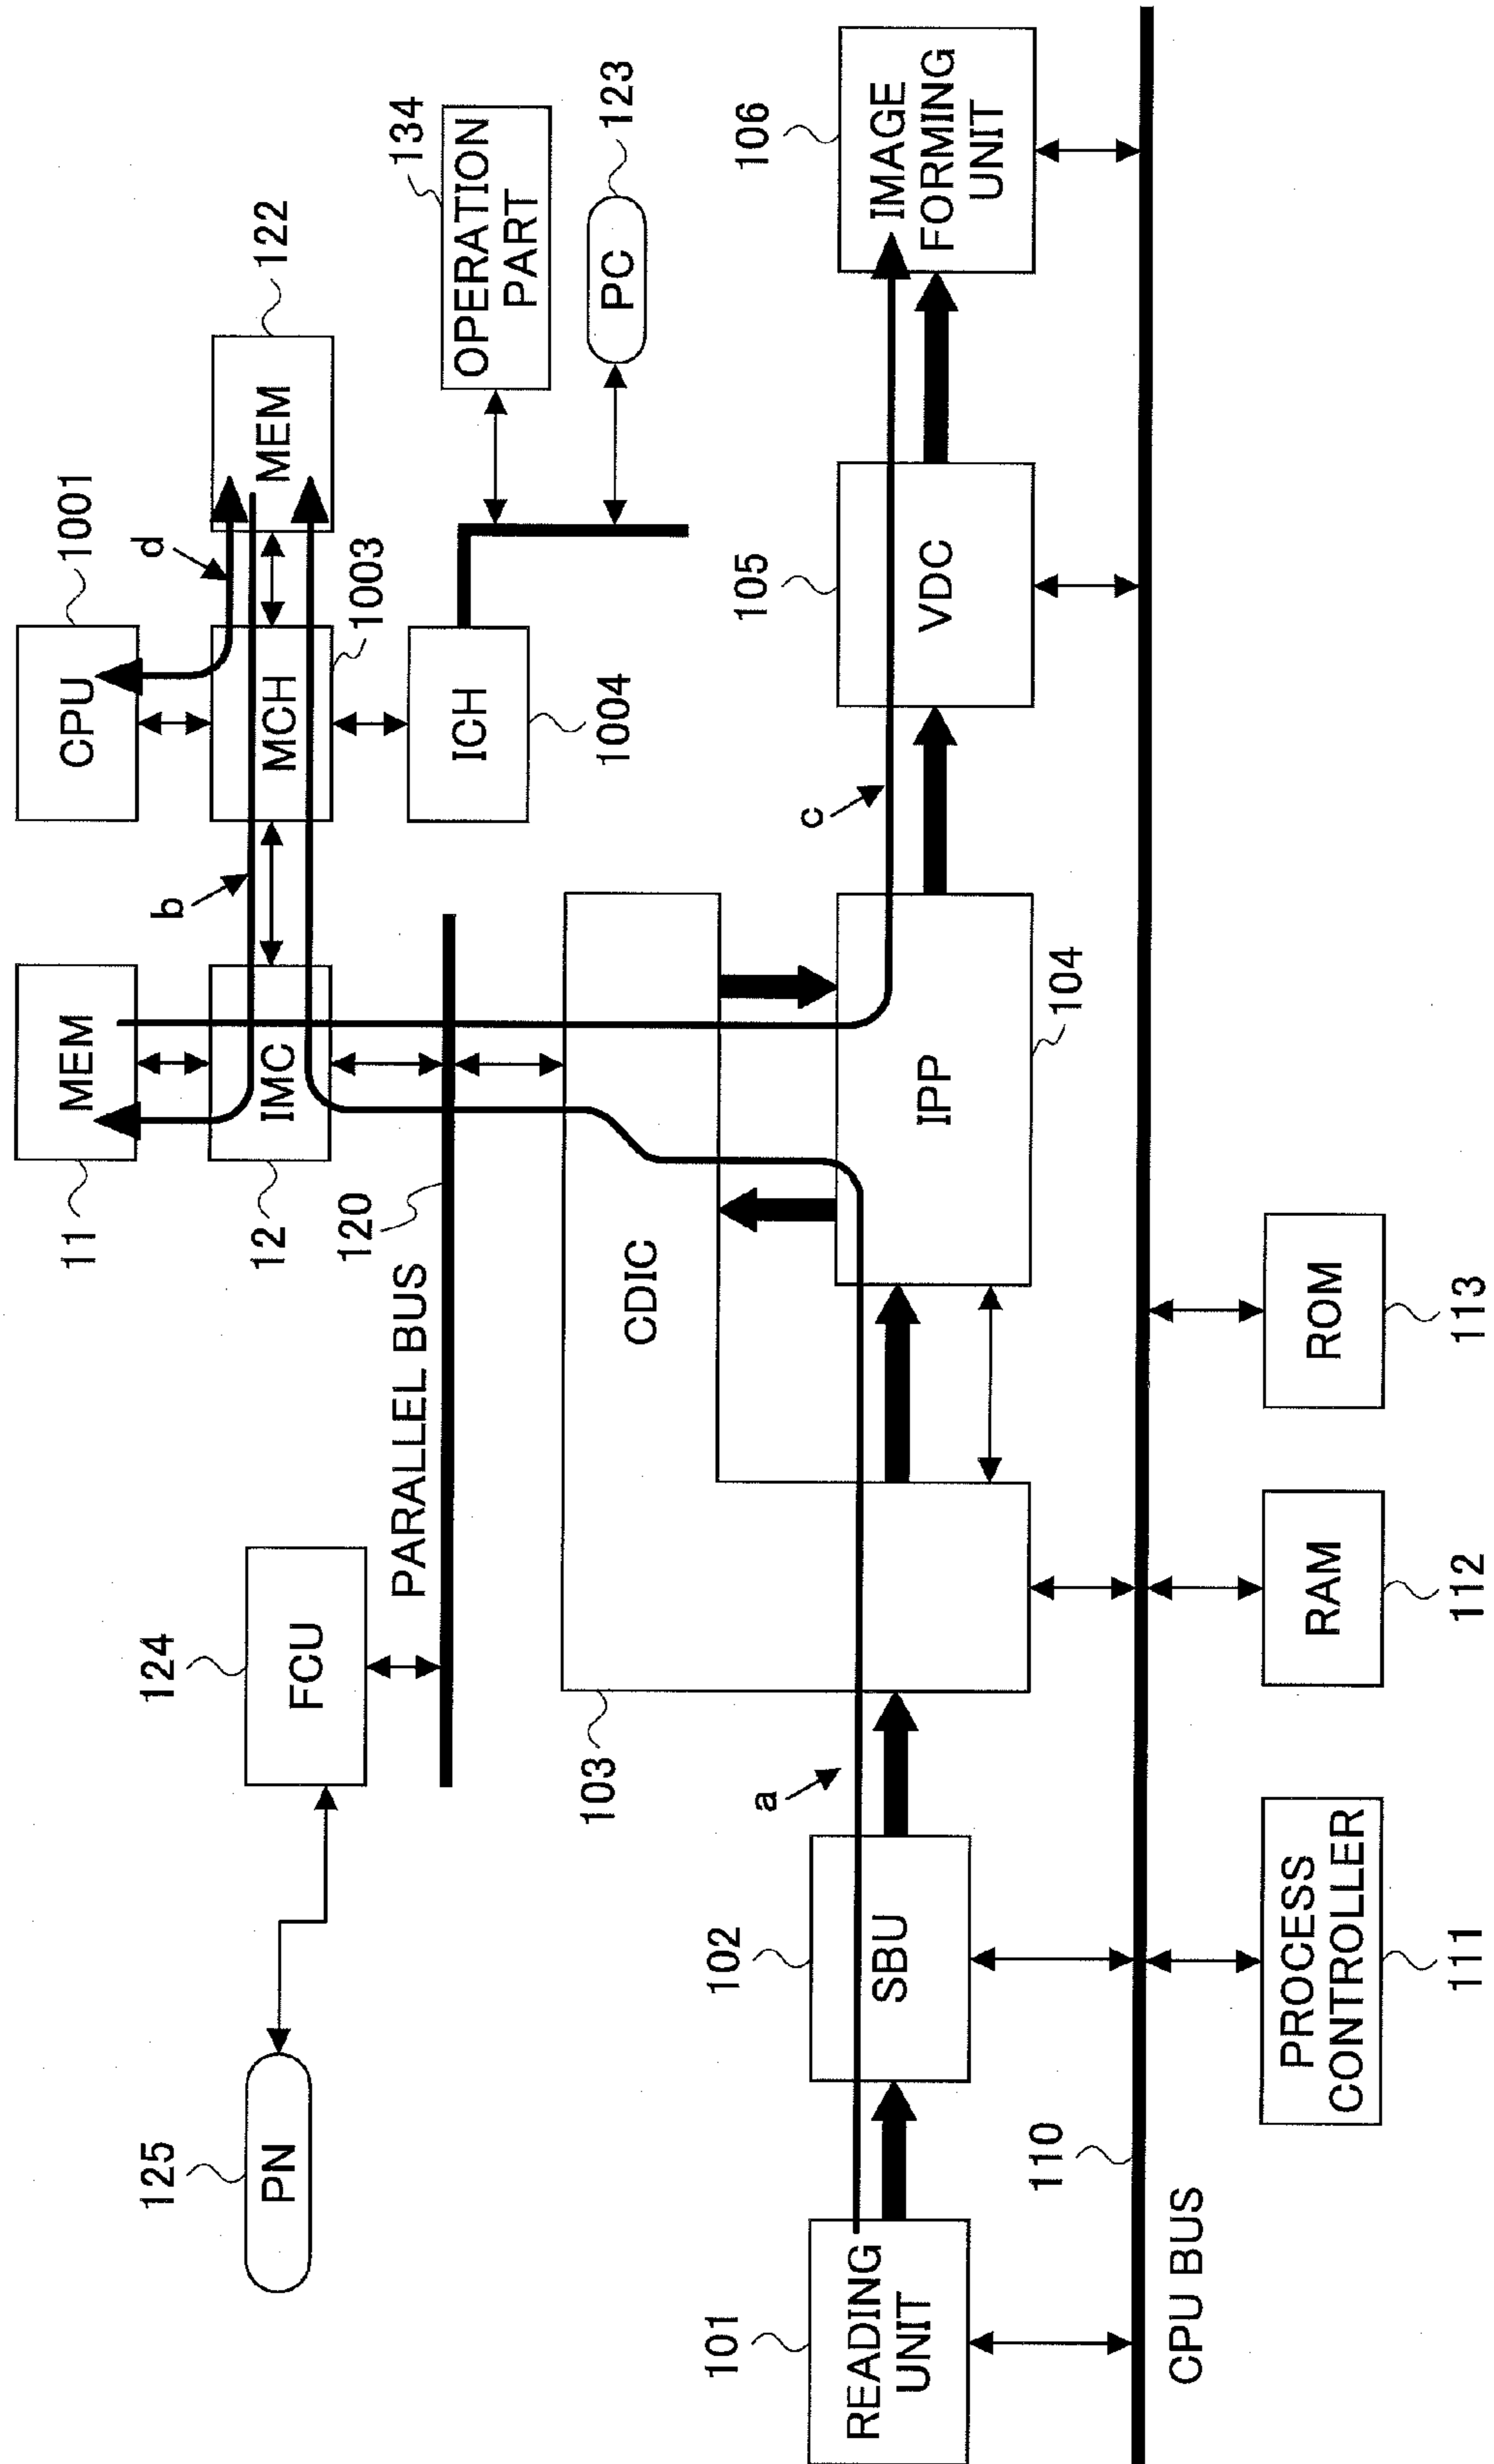 125
PN
124
FCU
11
MEM
12
IMC
b
CPU
1001
d
MCH
1003
MEM
122
ICH
1004
OPERATION
PART
134
PC
123
PARALLEL BUS
120
CDIC
103
101
READING
UNIT
102
SBU
a
IPP
104
c
105
VDC
106
IMAGE
FORMING
UNIT
110
CPU BUS
PROCESS
CONTROLLER
111
RAM
112
ROM
113